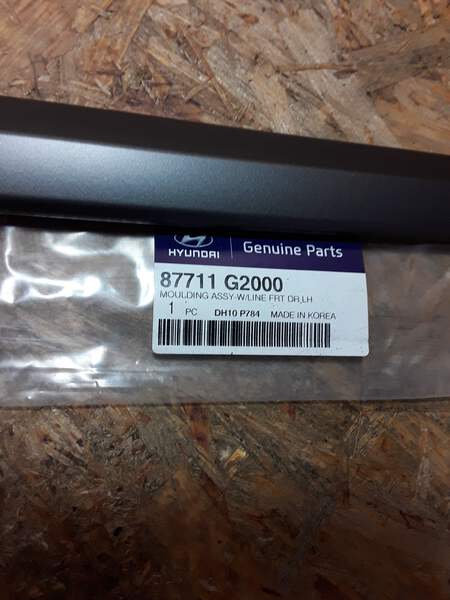 HYUNDAI Genuine Parts
87711 G2000
MOULDING ASSY-W/LINE FRT DR,LH
1 PC DH10 P784 MADE IN KOREA